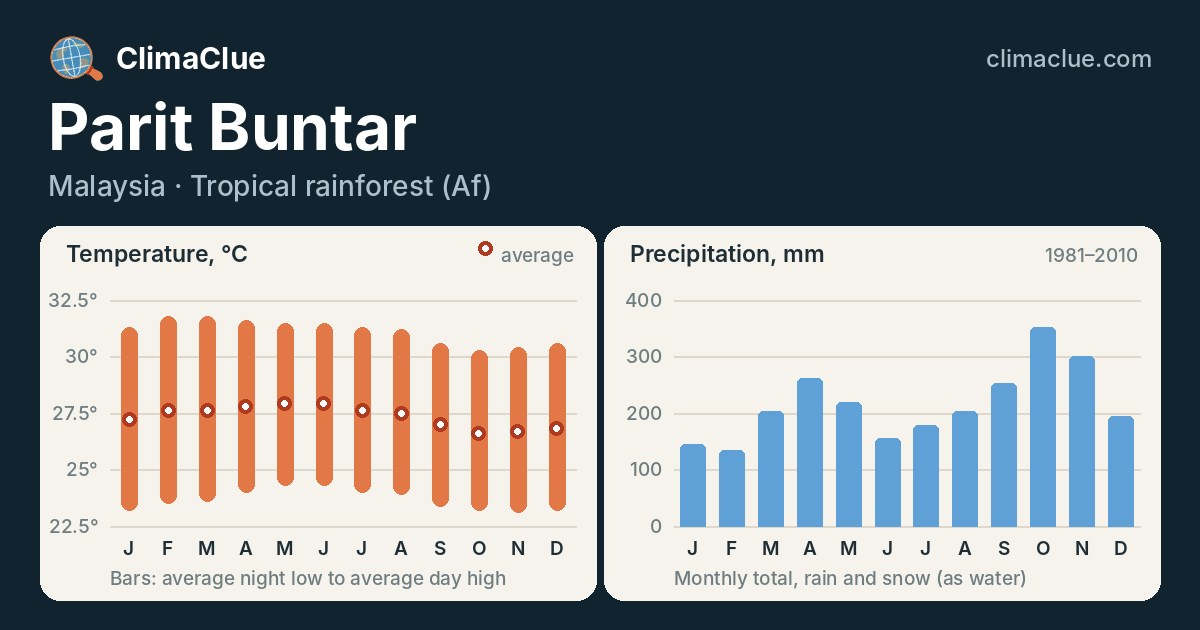 ClimaClue
climaclue.com
Parit Buntar
Malaysia · Tropical rainforest (Af)
Temperature, °C
average
32.5°
30°
27.5°
25°
22.5°
J F M A M J J A S O N D
Bars: average night low to average day high
Precipitation, mm
1981–2010
400
300
200
100
0
J F M A M J J A S O N D
Monthly total, rain and snow (as water)